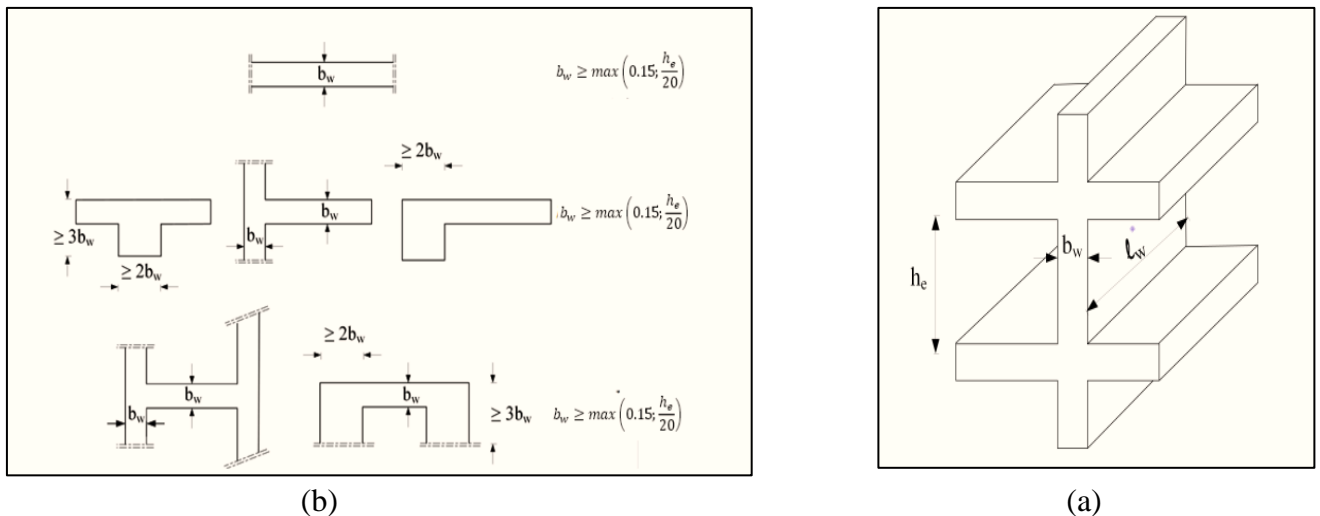 b_w
b_w ≥ max(0.15; h_e/20)
≥ 2b_w
≥ 3b_w
≥ 2b_w
b_w
b_w
b_w ≥ max(0.15; h_e/20)
≥ 2b_w
b_w
b_w
b_w
≥ 3b_w
b_w ≥ max(0.15; h_e/20)
(b)
h_e
b_w
ℓ_w
(a)